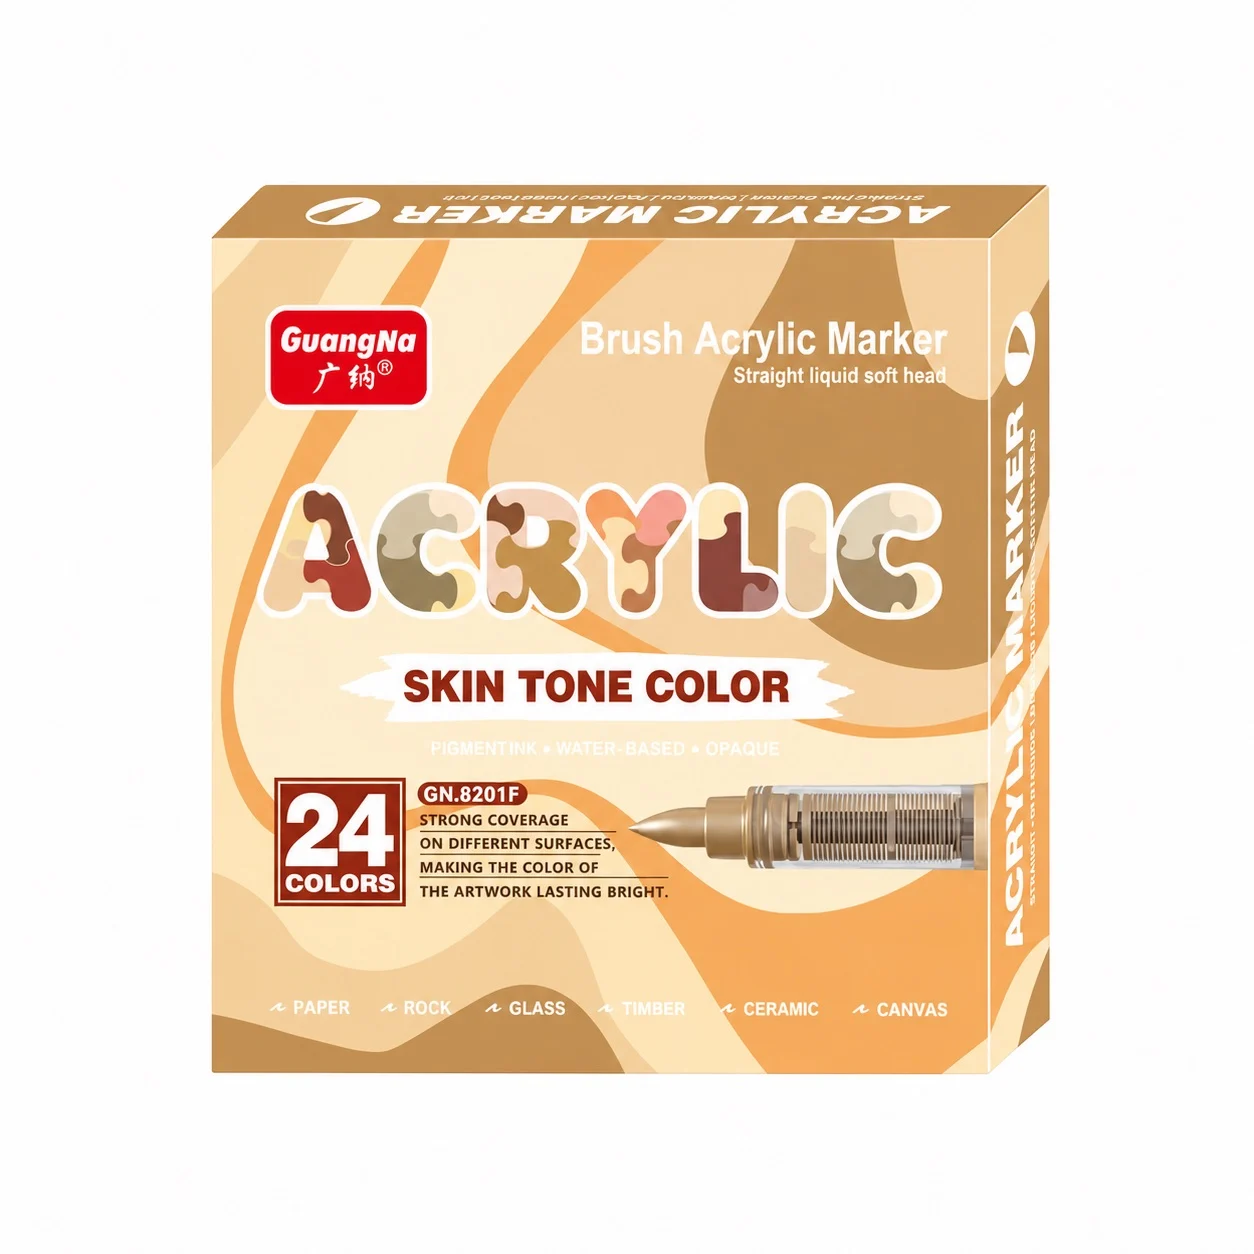 ACRYLIC MARKER
GuangNa
广纳®
Brush Acrylic Marker
Straight liquid soft head
ACRYLIC
SKIN TONE COLOR
PIGMENT INK • WATER-BASED • OPAQUE
24
COLORS
GN.8201F
STRONG COVERAGE
ON DIFFERENT SURFACES,
MAKING THE COLOR OF
THE ARTWORK LASTING BRIGHT.
PAPER
ROCK
GLASS
TIMBER
CERAMIC
CANVAS
ACRYLIC MARKER